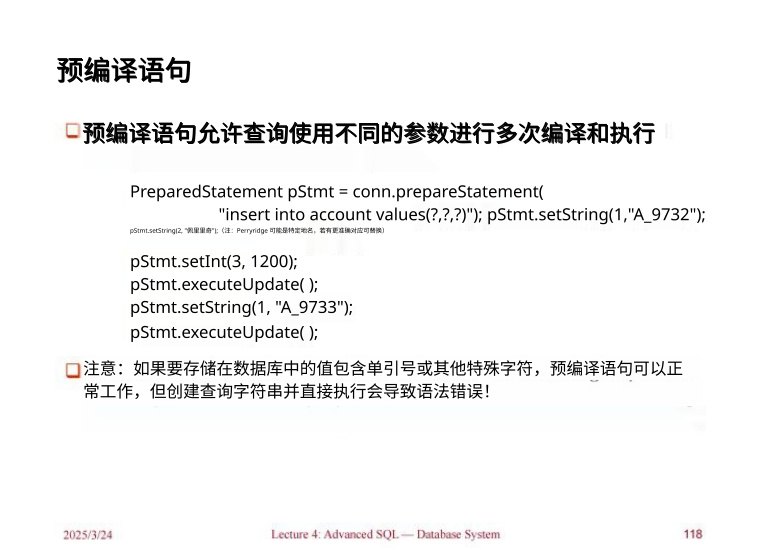 预编译语句
预编译语句允许查询使用不同的参数进行多次编译和执行
PreparedStatement pStmt = conn.prepareStatement(
"insert into account values(?,?,?)"); pStmt.setString(1,"A_9732");
pStmt.setString(2, "佩里里奇");（注：Perryridge 可能是特定地名，若有更准确对应可替换）
pStmt.setInt(3, 1200);
pStmt.executeUpdate( );
pStmt.setString(1, "A_9733");
pStmt.executeUpdate( );
注意：如果要存储在数据库中的值包含单引号或其他特殊字符，预编译语句可以正
常工作，但创建查询字符串并直接执行会导致语法错误！
2025/3/24
Lecture 4: Advanced SQL — Database System
118